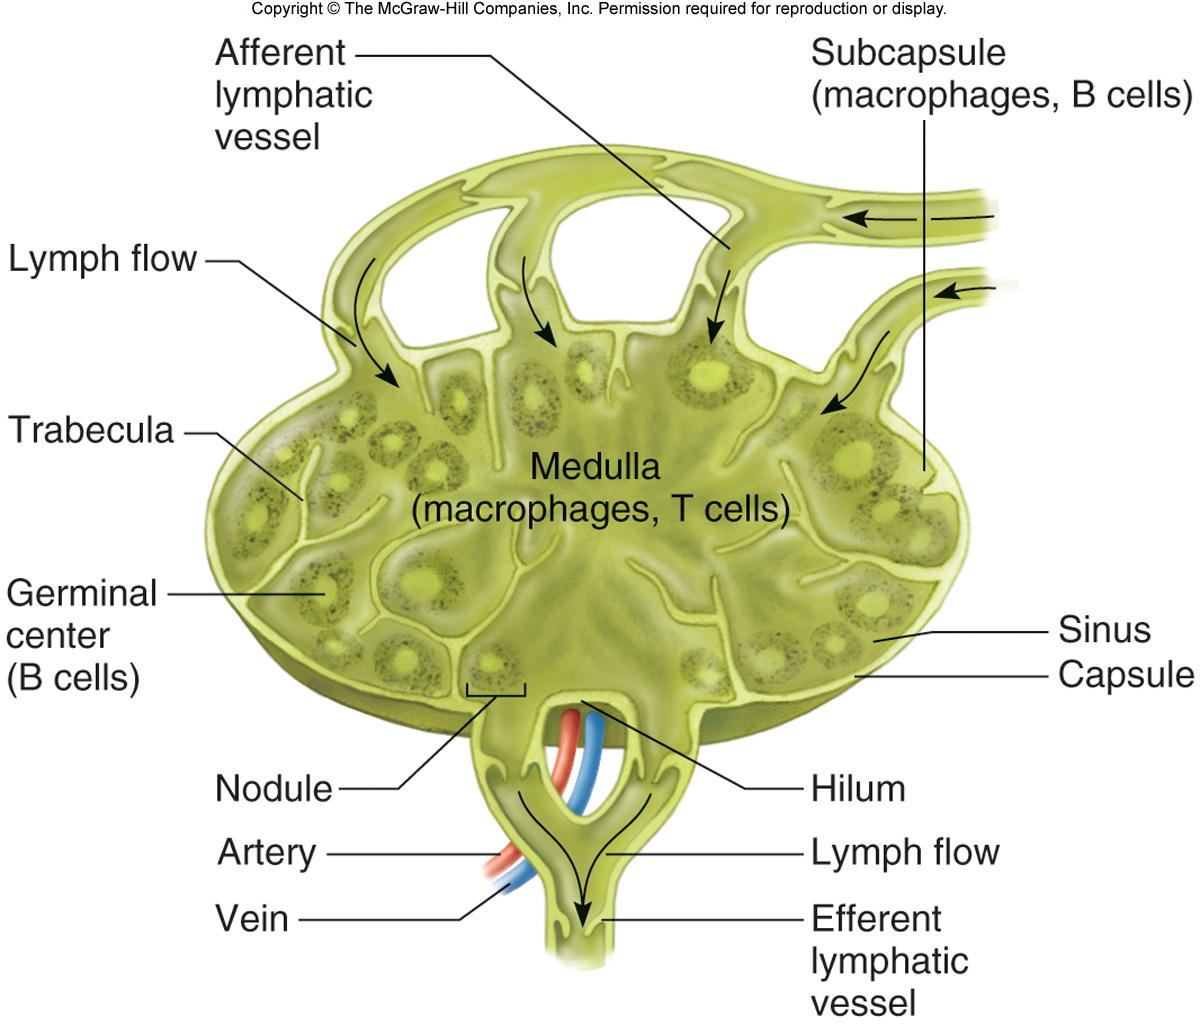 Copyright © The McGraw-Hill Companies, Inc. Permission required for reproduction or display.
Afferent
lymphatic
vessel
Subcapsule
(macrophages, B cells)
Lymph flow
Trabecula
Medulla
(macrophages, T cells)
Germinal
center
(B cells)
Sinus
Capsule
Nodule
Hilum
Artery
Lymph flow
Vein
Efferent
lymphatic
vessel